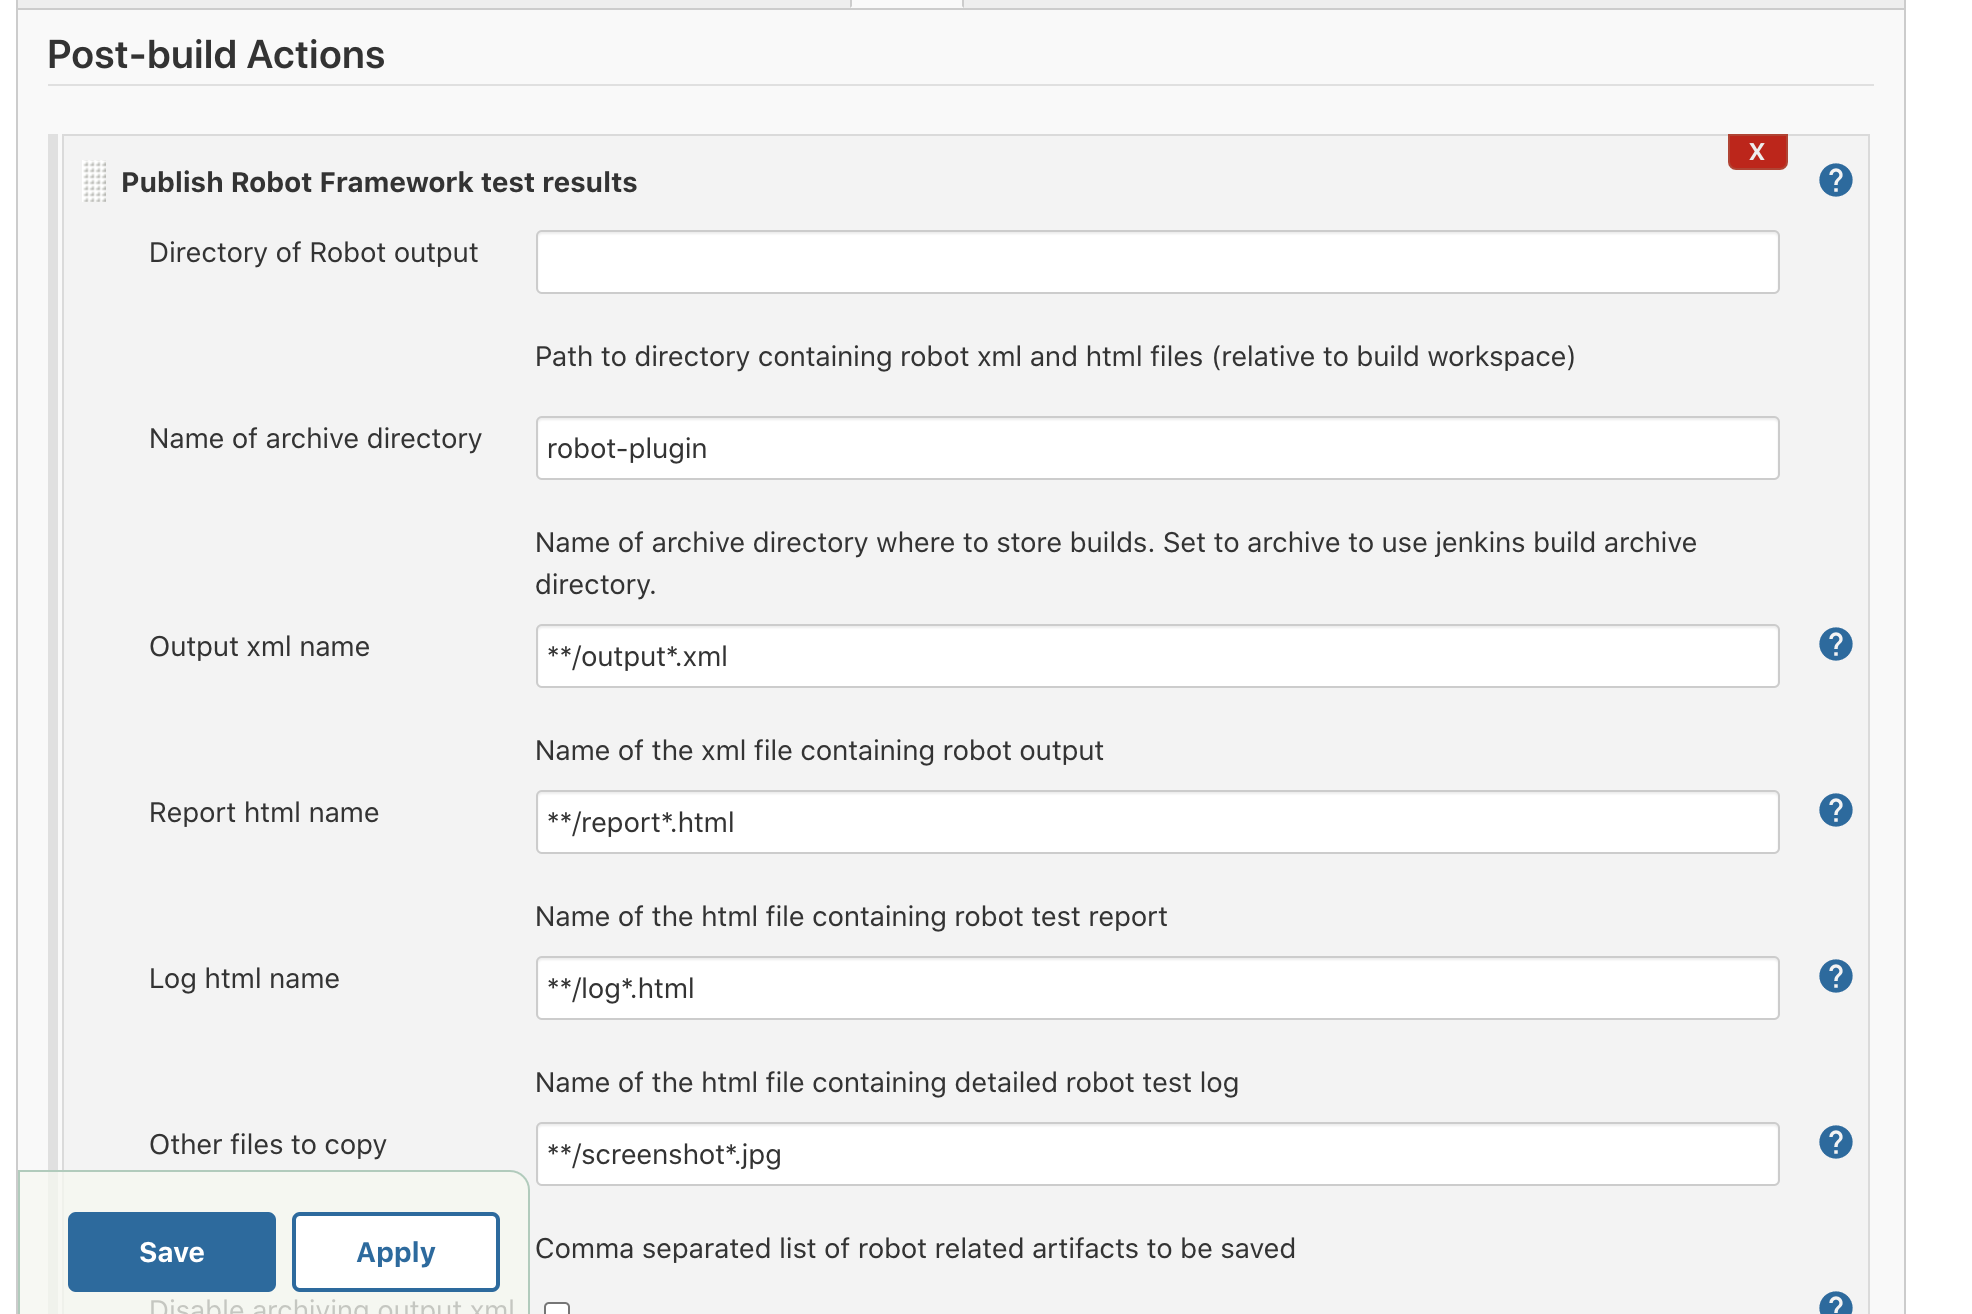 Post-build Actions
X
Publish Robot Framework test results
?
Directory of Robot output
Path to directory containing robot xml and html files (relative to build workspace)
Name of archive directory
robot-plugin
Name of archive directory where to store builds. Set to archive to use jenkins build archive
directory.
Output xml name
**/output*.xml
?
Name of the xml file containing robot output
Report html name
**/report*.html
?
Name of the html file containing robot test report
Log html name
**/log*.html
?
Name of the html file containing detailed robot test log
Other files to copy
**/screenshot*.jpg
?
Save
Apply
Comma separated list of robot related artifacts to be saved
Disable archiving output xml
?